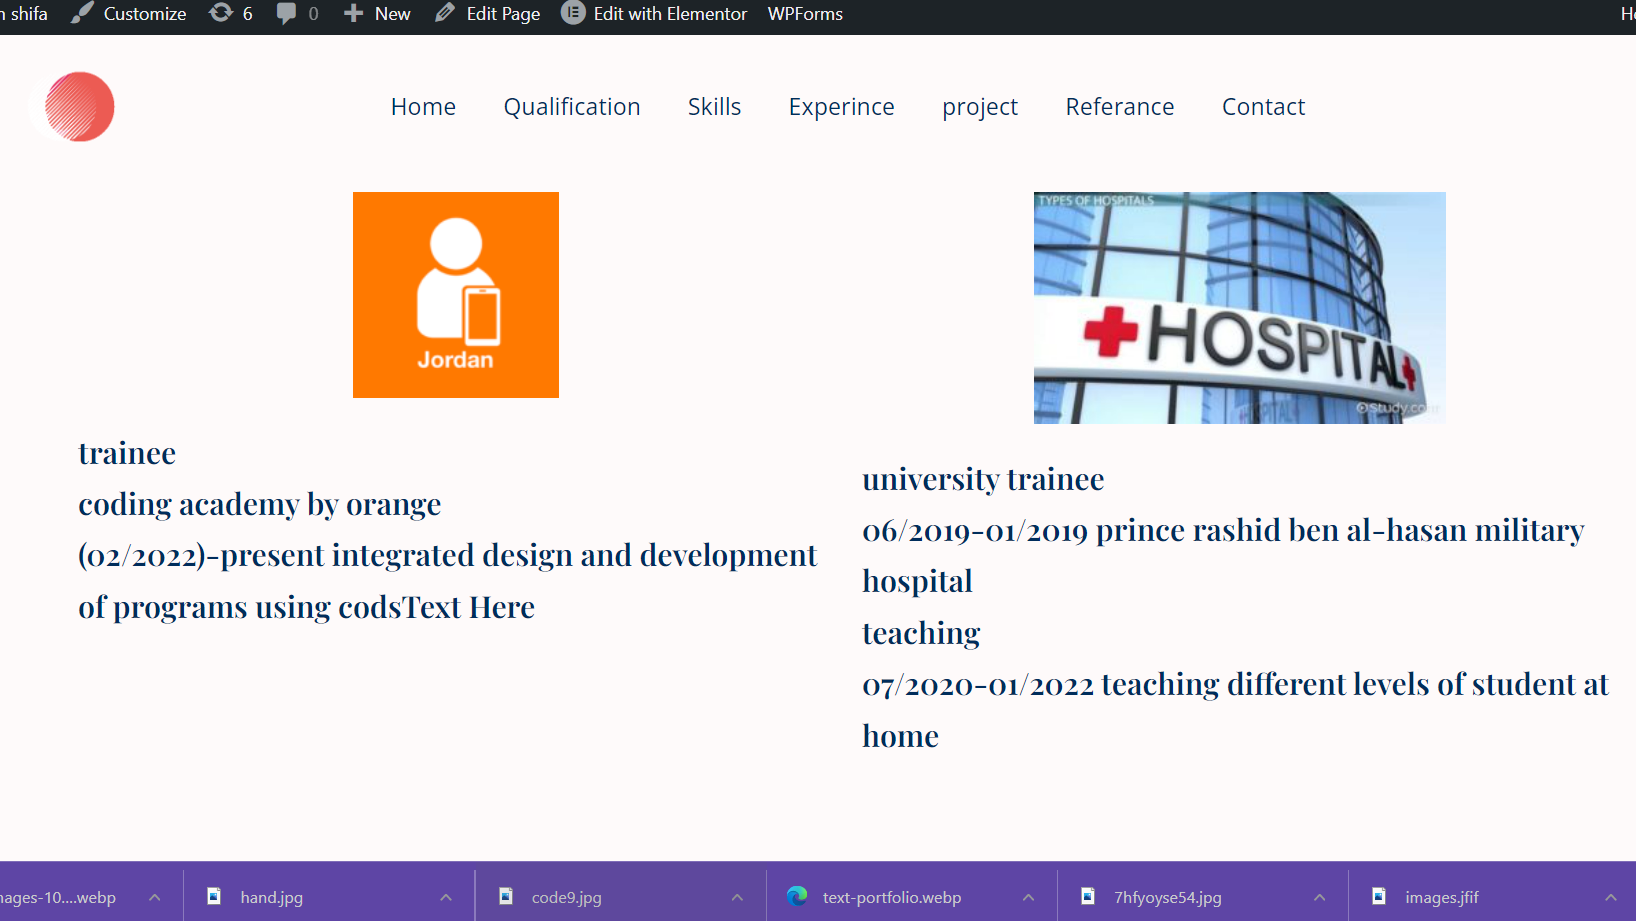 shifa Customize 6 0 New Edit Page Edit with Elementor WPForms
Home Qualification Skills Experince project Referance Contact
Jordan
TYPES OF HOSPITALS
HOSPITAL
Study.com
trainee
coding academy by orange
(02/2022)-present integrated design and development
of programs using codsText Here
university trainee
06/2019-01/2019 prince rashid ben al-hasan military
hospital
teaching
07/2020-01/2022 teaching different levels of student at
home
ages-10....webp hand.jpg code9.jpg text-portfolio.webp 7hfyoyse54.jpg images.jfif